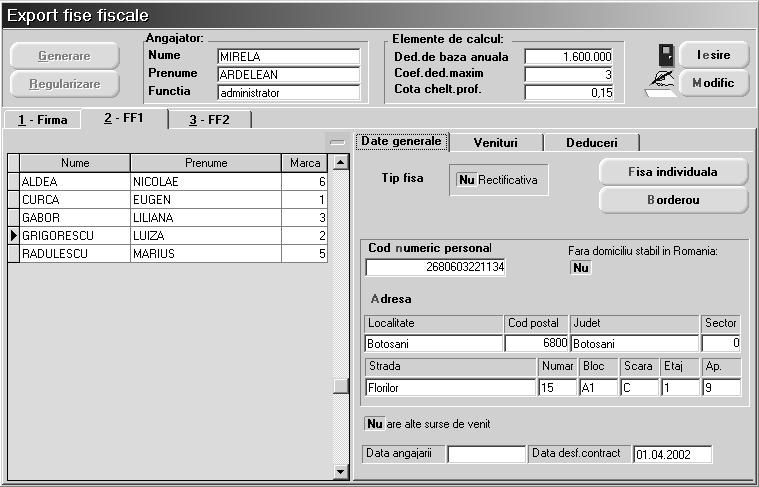 Export fise fiscale
Generare
Regularizare
Angajator:
Nume MIRELA
Prenume ARDELEAN
Functia administrator
Elemente de calcul:
Ded.de baza anuala 1.600.000
Coef.ded.maxim 3
Cota chelt.prof. 0,15
Iesire
Modific
1 - Firma 2 - FF1 3 - FF2
Nume Prenume Marca
ALDEA NICOLAE 6
CURCA EUGEN 1
GABOR LILIANA 3
GRIGORESCU LUIZA 2
RADULESCU MARIUS 5
Date generale Venituri Deduceri
Tip fisa Nu Rectificativa
Fisa individuala
Borderou
Cod numeric personal
2680603221134
Fara domiciliu stabil in Romania:
Nu
Adresa
Localitate Cod postal Judet Sector
Botosani 6800 Botosani 0
Strada Numar Bloc Scara Etaj Ap.
Florilor 15 A1 C 1 9
Nu are alte surse de venit
Data angajarii Data desf.contract 01.04.2002